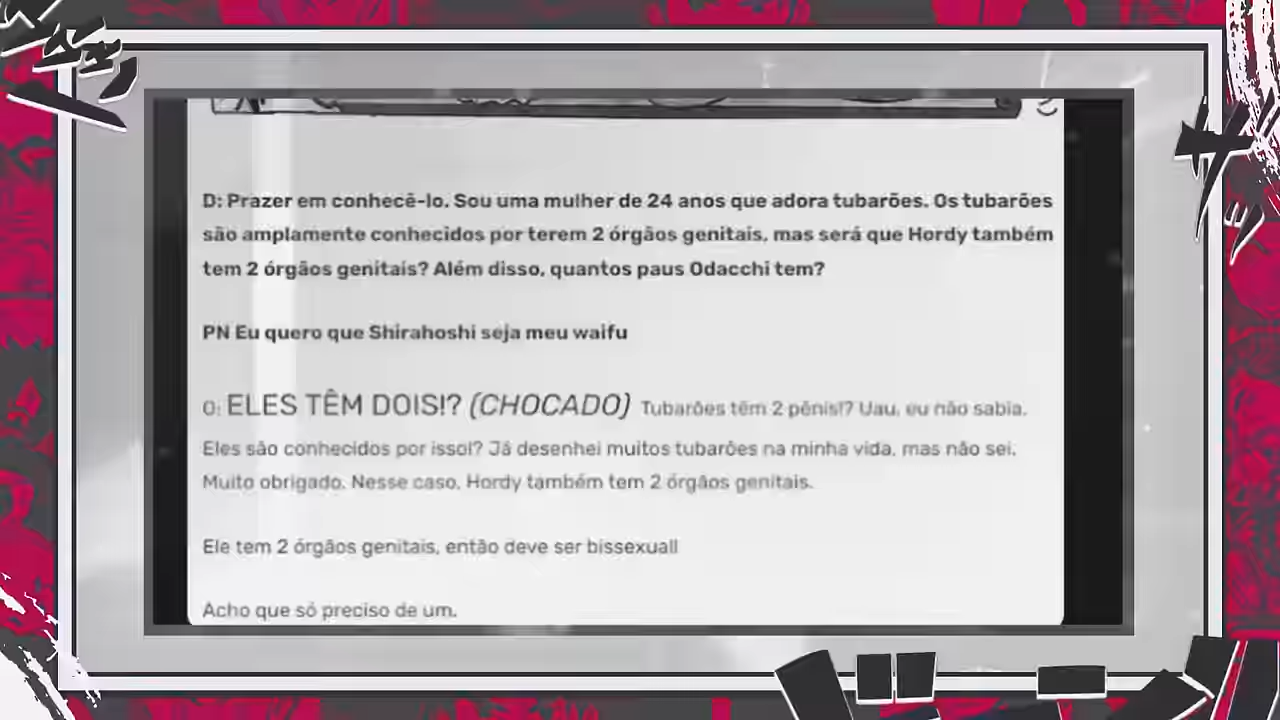 D: Prazer em conhecê-lo. Sou uma mulher de 24 anos que adora tubarões. Os tubarões
são amplamente conhecidos por terem 2 órgãos genitais, mas será que Hordy também
tem 2 órgãos genitais? Além disso, quantos paus Odacchi tem?
PN Eu quero que Shirahoshi seja meu waifu
O: ELES TÊM DOIS!? (CHOCADO) Tubarões têm 2 pênis!? Uau, eu não sabia.
Eles são conhecidos por isso!? Já desenhei muitos tubarões na minha vida, mas não sei.
Muito obrigado. Nesse caso, Hordy também tem 2 órgãos genitais.
Ele tem 2 órgãos genitais, então deve ser bissexual!
Acho que só preciso de um.